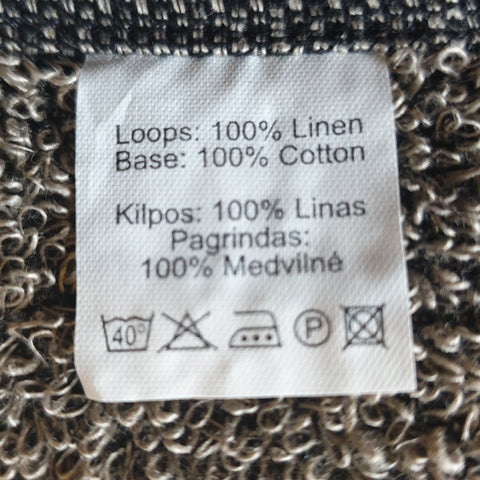 Loops: 100% Linen
Base: 100% Cotton
Kilpos: 100% Linas
Pagrindas:
100% Medvilnė
40° P